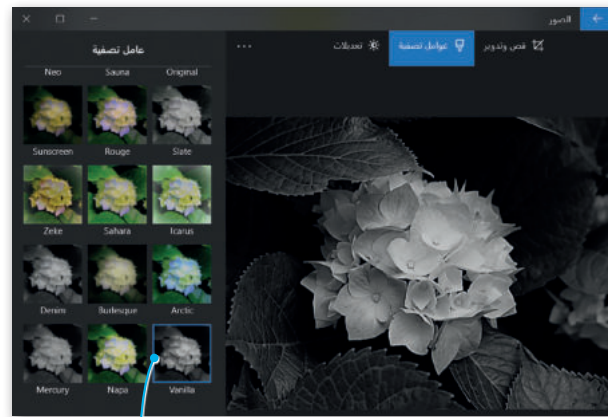 الصور
قص وتدوير
عوامل تصفية
تعديلات
...
عامل تصفية
Original Sauna Neo
Slate Rouge Sunscreen
Icarus Sahara Zeke
Arctic Burlesque Denim
Vanilla Napa Mercury